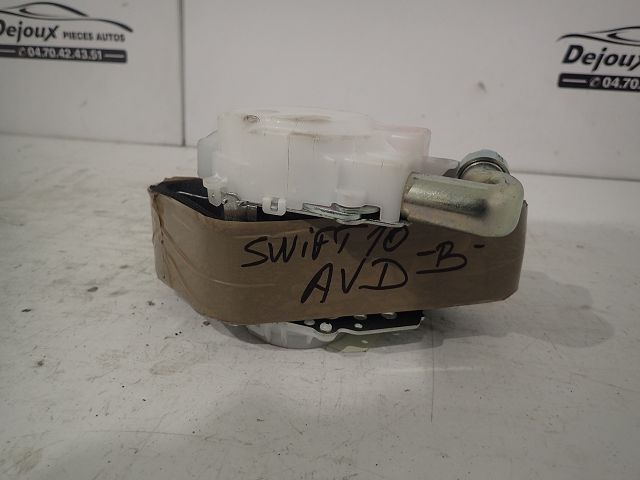 DejouX
PIECES AUTOS
04.70.42.43.51
DejouX
04.70
SWIFT 10
AVD -B-